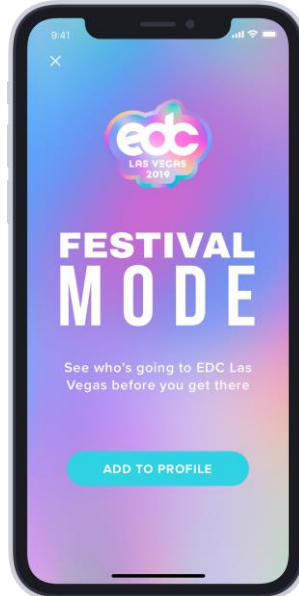 9:41
edc
LAS VEGAS
2019
FESTIVAL
MODE
See who's going to EDC Las
Vegas before you get there
ADD TO PROFILE